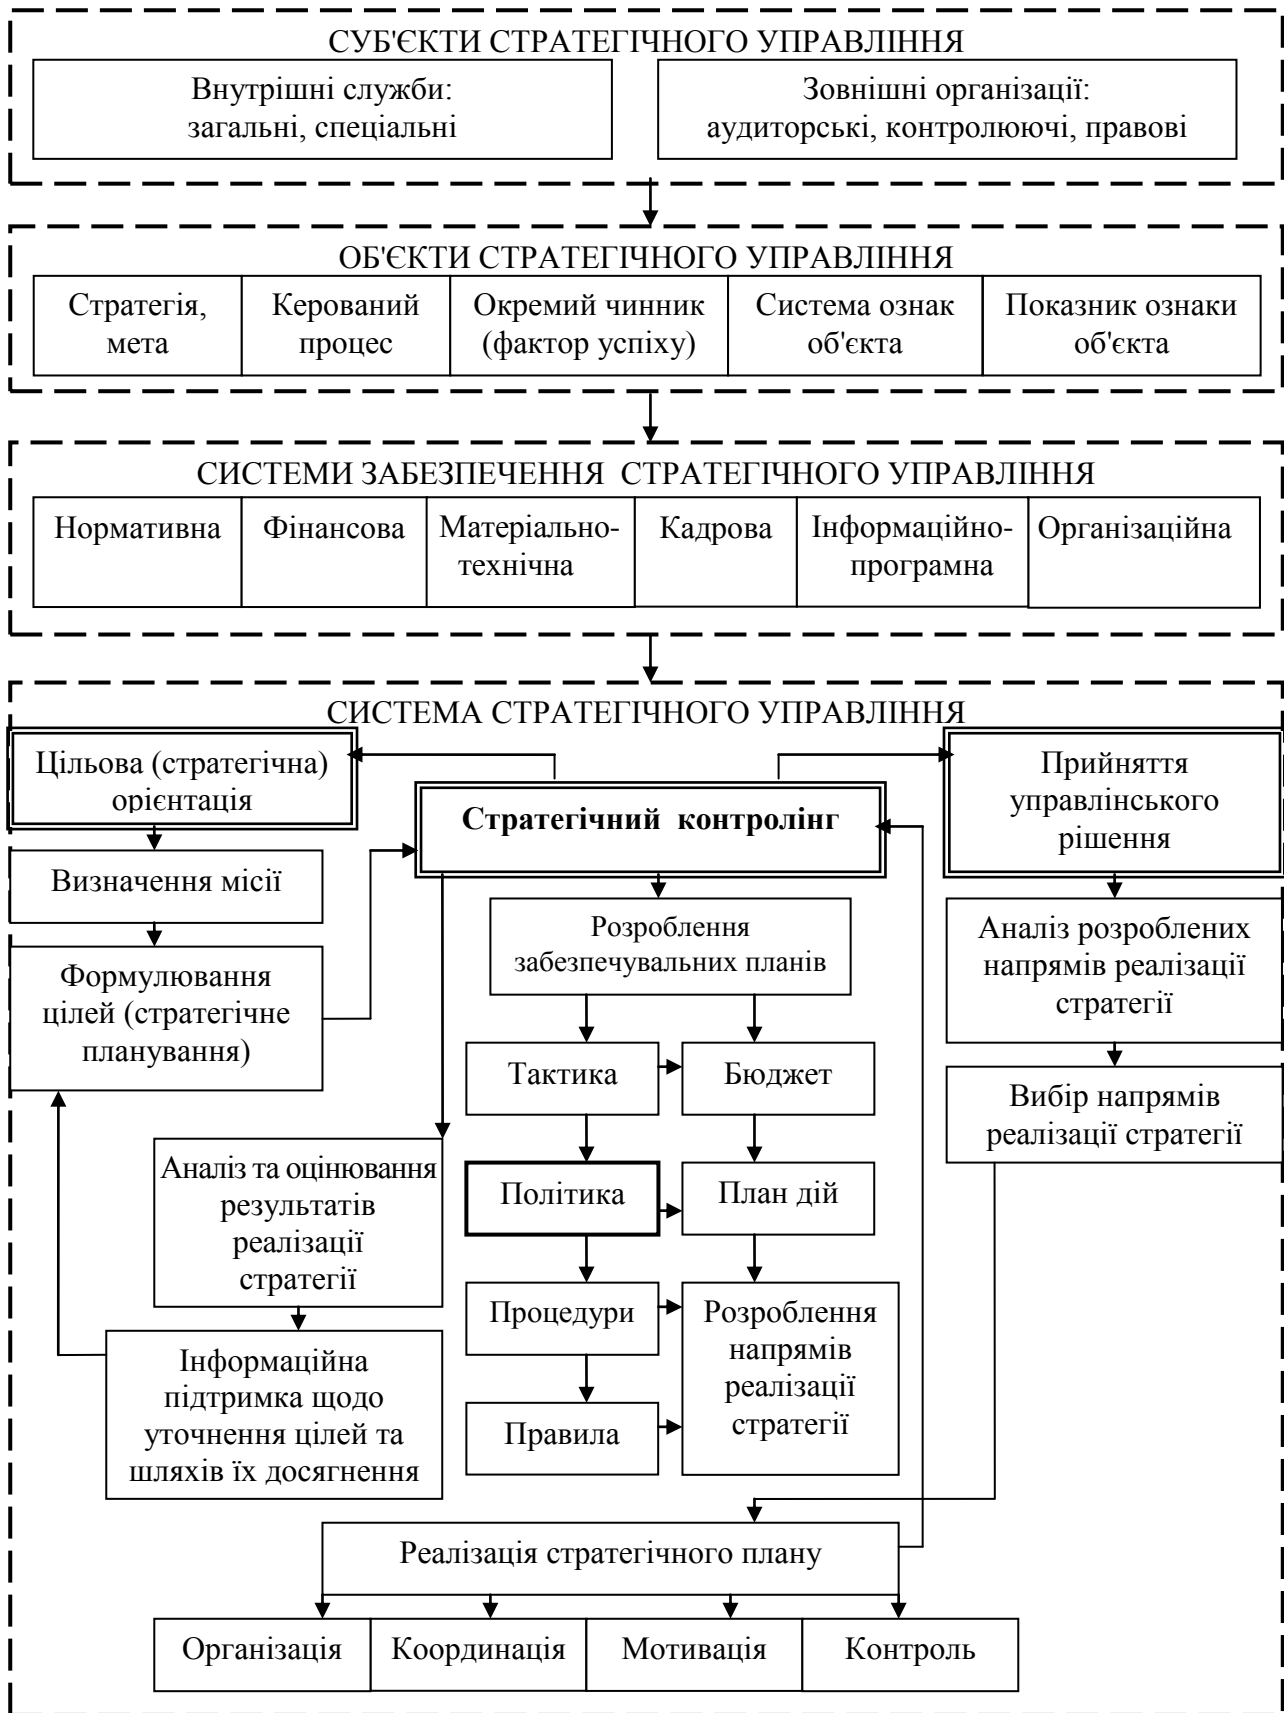 СУБ'ЄКТИ СТРАТЕГІЧНОГО УПРАВЛІННЯ
Внутрішні служби:
загальні, спеціальні
Зовнішні організації:
аудиторські, контролюючі, правові
ОБ'ЄКТИ СТРАТЕГІЧНОГО УПРАВЛІННЯ
Стратегія,
мета
Керований
процес
Окремий чинник
(фактор успіху)
Система ознак
об'єкта
Показник ознаки
об'єкта
СИСТЕМИ ЗАБЕЗПЕЧЕННЯ СТРАТЕГІЧНОГО УПРАВЛІННЯ
Нормативна
Фінансова
Матеріально-
технічна
Кадрова
Інформаційно-
програмна
Організаційна
СИСТЕМА СТРАТЕГІЧНОГО УПРАВЛІННЯ
Цільова (стратегічна)
орієнтація
Стратегічний контролінг
Прийняття
управлінського
рішення
Визначення місії
Формулювання
цілей (стратегічне
планування)
Розроблення
забезпечувальних планів
Аналіз розроблених
напрямів реалізації
стратегії
Тактика
Бюджет
Вибір напрямів
реалізації стратегії
Аналіз та оцінювання
результатів
реалізації
стратегії
Політика
План дій
Процедури
Розроблення
напрямів
реалізації
стратегії
Інформаційна
підтримка щодо
уточнення цілей та
шляхів їх досягнення
Правила
Реалізація стратегічного плану
Організація
Координація
Мотивація
Контроль